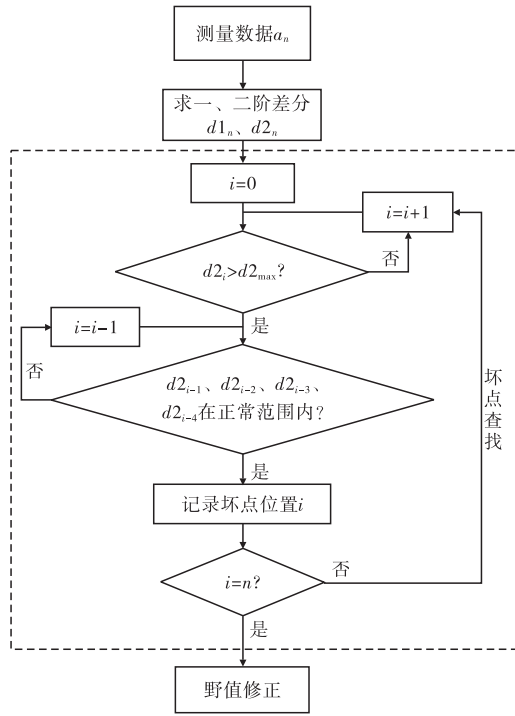 测量数据aₙ
求一、二阶差分
d1ₙ、d2ₙ
i=0
i=i+1
否
d2ᵢ>d2ₘₐₓ?
是
i=i-1
否
d2ᵢ₋₁、d2ᵢ₋₂、d2ᵢ₋₃、
d2ᵢ₋₄在正常范围内?
坏点查找
是
记录坏点位置i
i=n?
否
是
野值修正